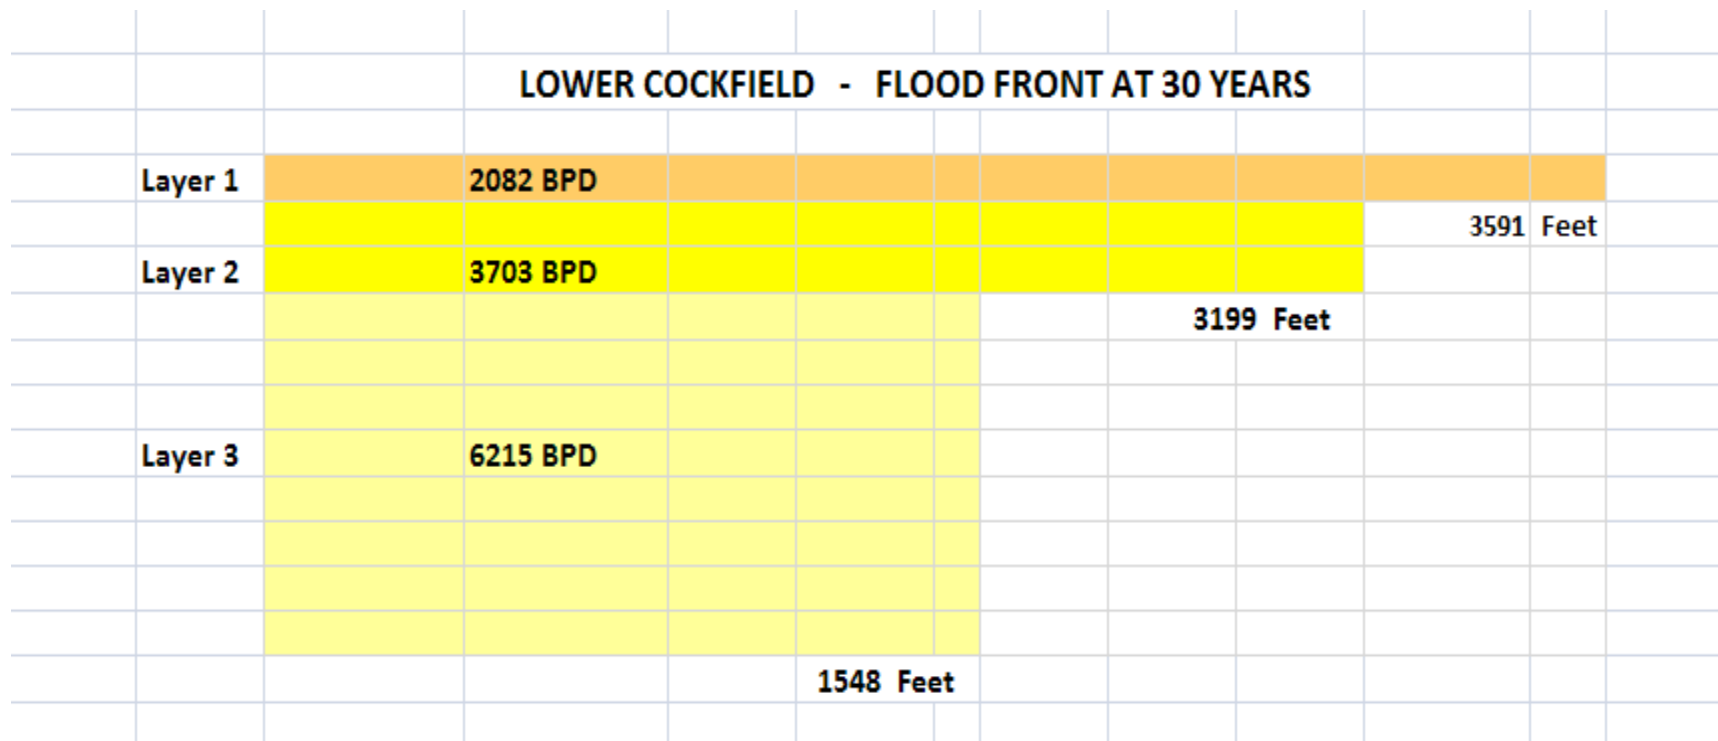 LOWER COCKFIELD - FLOOD FRONT AT 30 YEARS
Layer 1 2082 BPD
3591 Feet
Layer 2 3703 BPD
3199 Feet
Layer 3 6215 BPD
1548 Feet